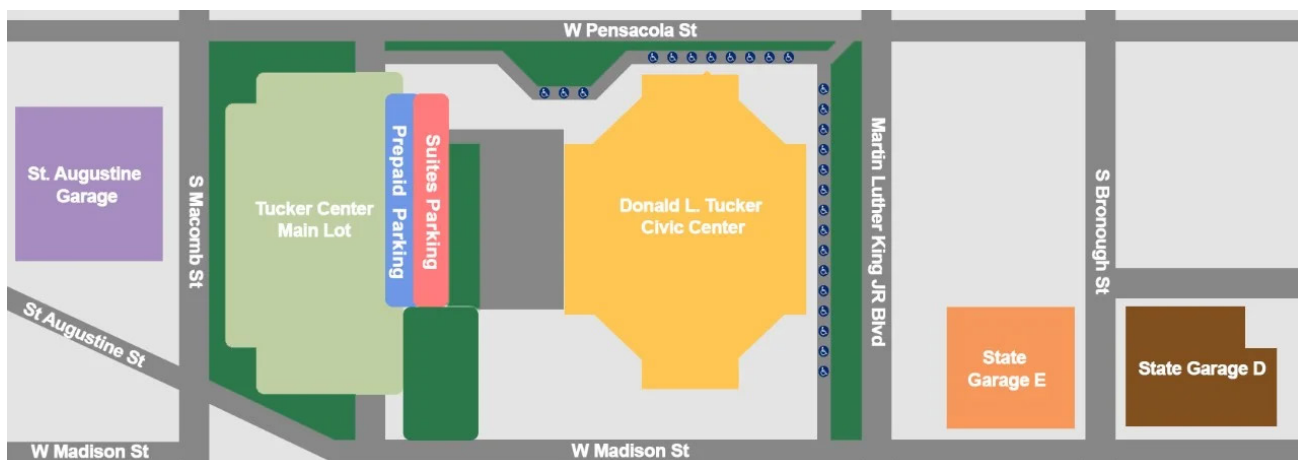 W Pensacola St
St. Augustine
Garage
S Macomb St
Tucker Center
Main Lot
Prepaid Parking
Suites Parking
Donald L. Tucker
Civic Center
Martin Luther King JR Blvd
S Bronough St
St Augustine St
State
Garage E
State Garage D
W Madison St
W Madison St